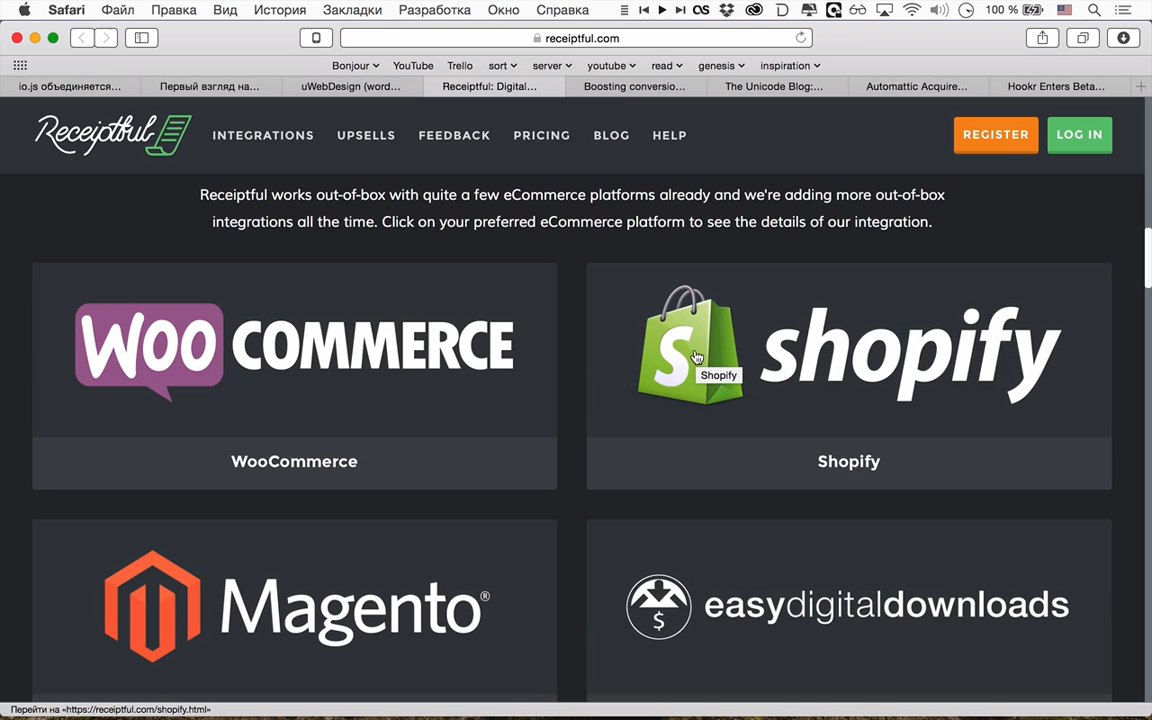 Safari Файл Правка Вид История Закладки Разработка Окно Справка 100 %
receiptful.com
Bonjour YouTube Trello sort server youtube read genesis inspiration
io.js объединяется... Первый взгляд на... uWebDesign (word... Receiptful: Digital... Boosting conversio... The Unicode Blog:... Automattic Acquire... Hookr Enters Beta...
Receiptful INTEGRATIONS UPSELLS FEEDBACK PRICING BLOG HELP REGISTER LOG IN
Receiptful works out-of-box with quite a few eCommerce platforms already and we're adding more out-of-box
integrations all the time. Click on your preferred eCommerce platform to see the details of our integration.
WOO COMMERCE
S shopify
Shopify
WooCommerce
Shopify
Magento®
$ easydigitaldownloads
Перейти на «https://receiptful.com/shopify.html»